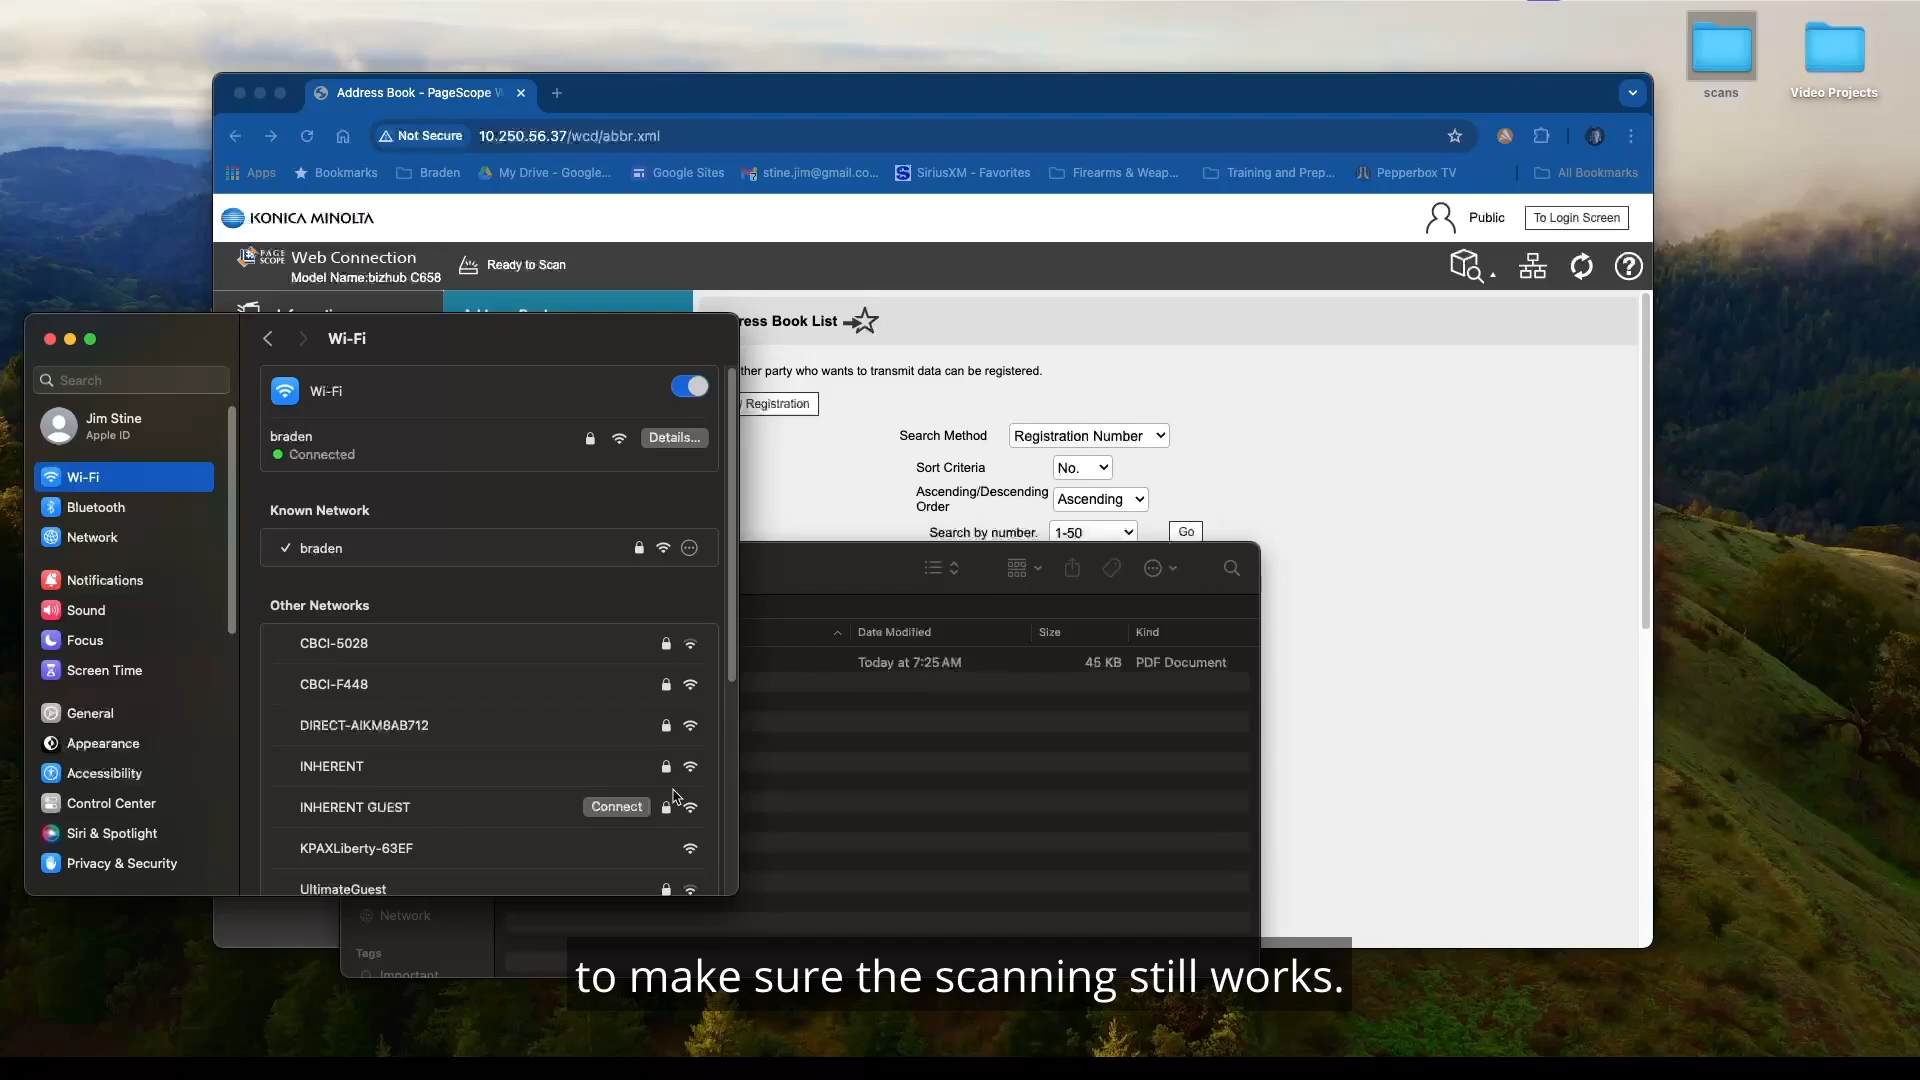 scans
Video Projects
Address Book - PageScope W
Not Secure 10.250.56.37/wcd/abbr.xml
Apps Bookmarks Braden My Drive - Google... Google Sites stine.jim@gmail.co... SiriusXM - Favorites Firearms & Weap... Training and Prep... Pepperbox TV All Bookmarks
KONICA MINOLTA
Public
To Login Screen
PAGE SCOPE Web Connection
Model Name:bizhub C658
Ready to Scan
ress Book List
ther party who wants to transmit data can be registered.
Registration
Search Method Registration Number
Sort Criteria No.
Ascending/Descending Order Ascending
Search by number. 1-50 Go
Search
Jim Stine
Apple ID
Wi-Fi
Bluetooth
Network
Notifications
Sound
Focus
Screen Time
General
Appearance
Accessibility
Control Center
Siri & Spotlight
Privacy & Security
Wi-Fi
Wi-Fi
braden
Connected
Details...
Known Network
braden
Other Networks
CBCI-5028
CBCI-F448
DIRECT-AIKM8AB712
INHERENT
INHERENT GUEST Connect
KPAXLiberty-63EF
UltimateGuest
Date Modified Size Kind
Today at 7:25 AM 45 KB PDF Document
Network
Tags
Important
to make sure the scanning still works.